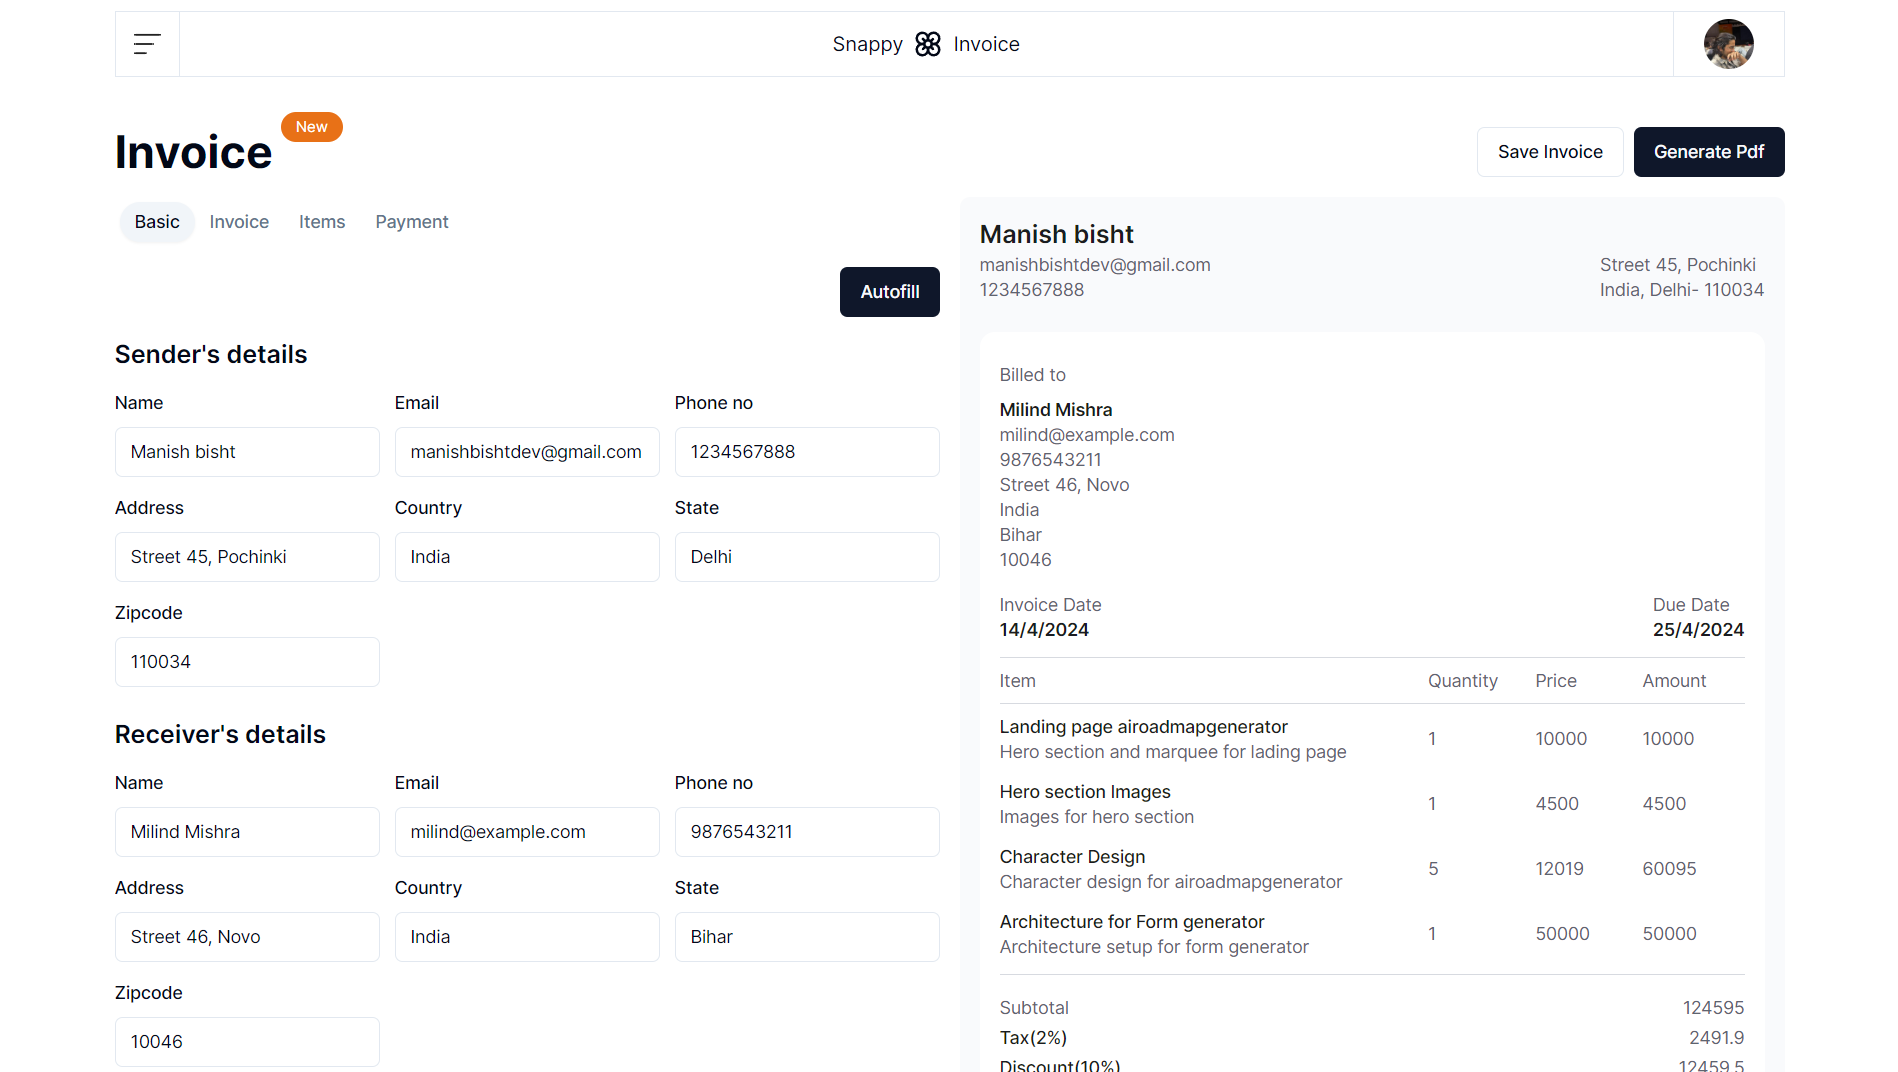 Snappy Invoice
Invoice
New
Save Invoice
Generate Pdf
Basic
Invoice
Items
Payment
Autofill
Sender's details
Name
Email
Phone no
Manish bisht
manishbishtdev@gmail.com
1234567888
Address
Country
State
Street 45, Pochinki
India
Delhi
Zipcode
110034
Receiver's details
Name
Email
Phone no
Milind Mishra
milind@example.com
9876543211
Address
Country
State
Street 46, Novo
India
Bihar
Zipcode
10046
Manish bisht
manishbishtdev@gmail.com
1234567888
Street 45, Pochinki
India, Delhi- 110034
Billed to
Milind Mishra
milind@example.com
9876543211
Street 46, Novo
India
Bihar
10046
Invoice Date
14/4/2024
Due Date
25/4/2024
Item Quantity Price Amount
Landing page airoadmapgenerator
Hero section and marquee for lading page
1 10000 10000
Hero section Images
Images for hero section
1 4500 4500
Character Design
Character design for airoadmapgenerator
5 12019 60095
Architecture for Form generator
Architecture setup for form generator
1 50000 50000
Subtotal 124595
Tax(2%) 2491.9
Discount(10%) 12459.5